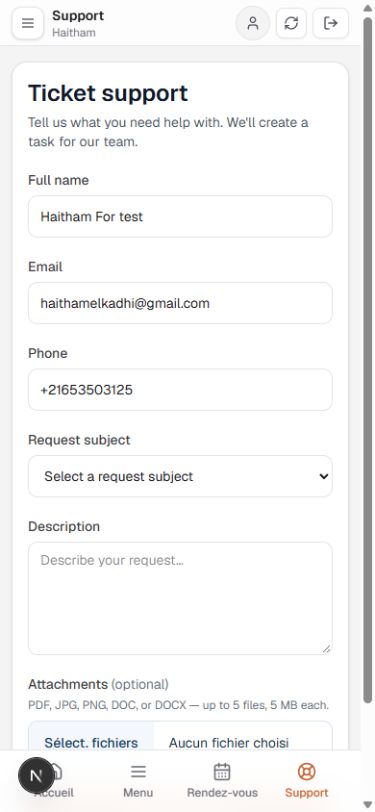 Support
Haitham
Ticket support
Tell us what you need help with. We'll create a
task for our team.
Full name
Haitham For test
Email
haithamelkadhi@gmail.com
Phone
+21653503125
Request subject
Select a request subject
Description
Describe your request...
Attachments (optional)
PDF, JPG, PNG, DOC, or DOCX — up to 5 files, 5 MB each.
Sélect. fichiers Aucun fichier choisi
N
Accueil Menu Rendez-vous Support